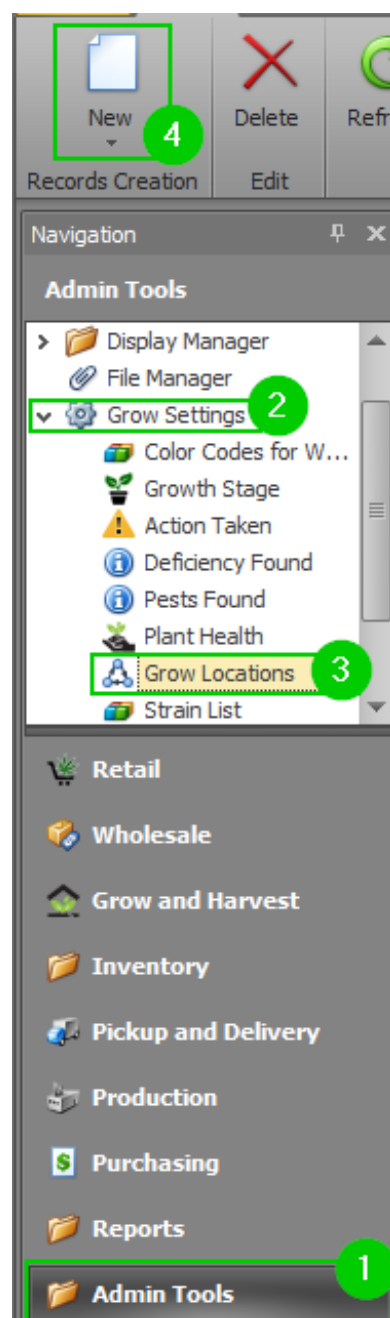 New
4
Delete
Refr
Records Creation
Edit
Navigation
Admin Tools
Display Manager
File Manager
Grow Settings
2
Color Codes for W...
Growth Stage
Action Taken
Deficiency Found
Pests Found
Plant Health
Grow Locations
3
Strain List
Retail
Wholesale
Grow and Harvest
Inventory
Pickup and Delivery
Production
Purchasing
Reports
1
Admin Tools